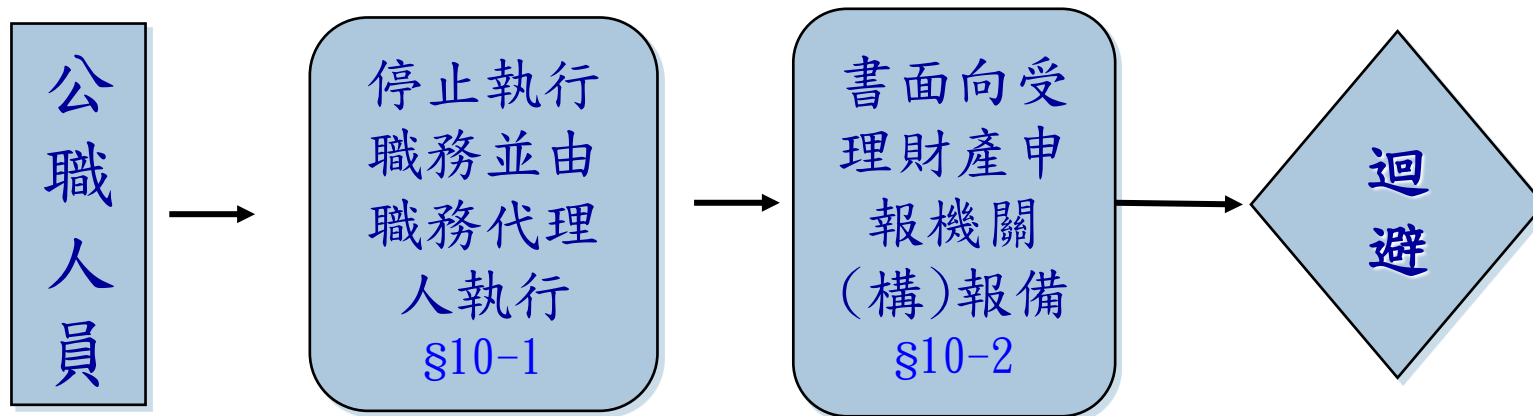 公職人員
停止執行
職務並由
職務代理
人執行
§10-1
書面向受
理財產申
報機關
(構)報備
§10-2
迴避